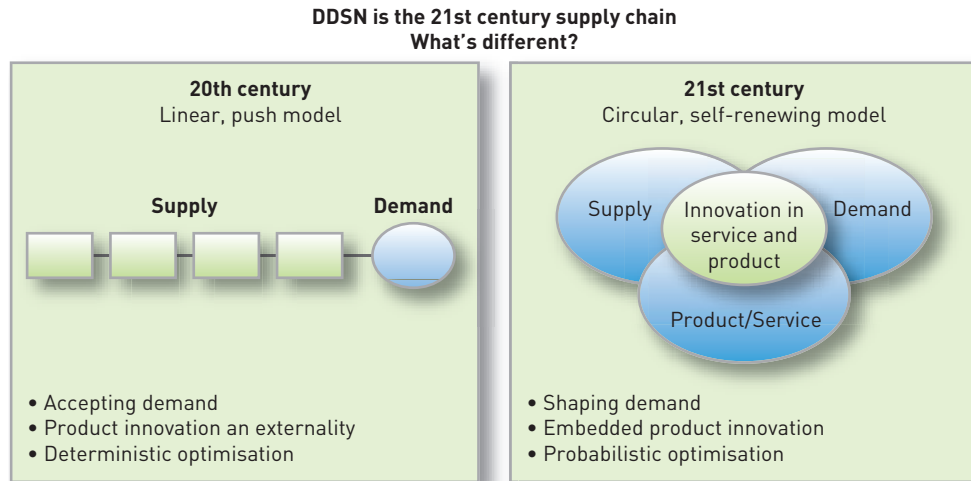 DDSN is the 21st century supply chain
What's different?
20th century
Linear, push model
Supply
Demand
• Accepting demand
• Product innovation an externality
• Deterministic optimisation
21st century
Circular, self-renewing model
Supply
Innovation in
service and
product
Demand
Product/Service
• Shaping demand
• Embedded product innovation
• Probabilistic optimisation